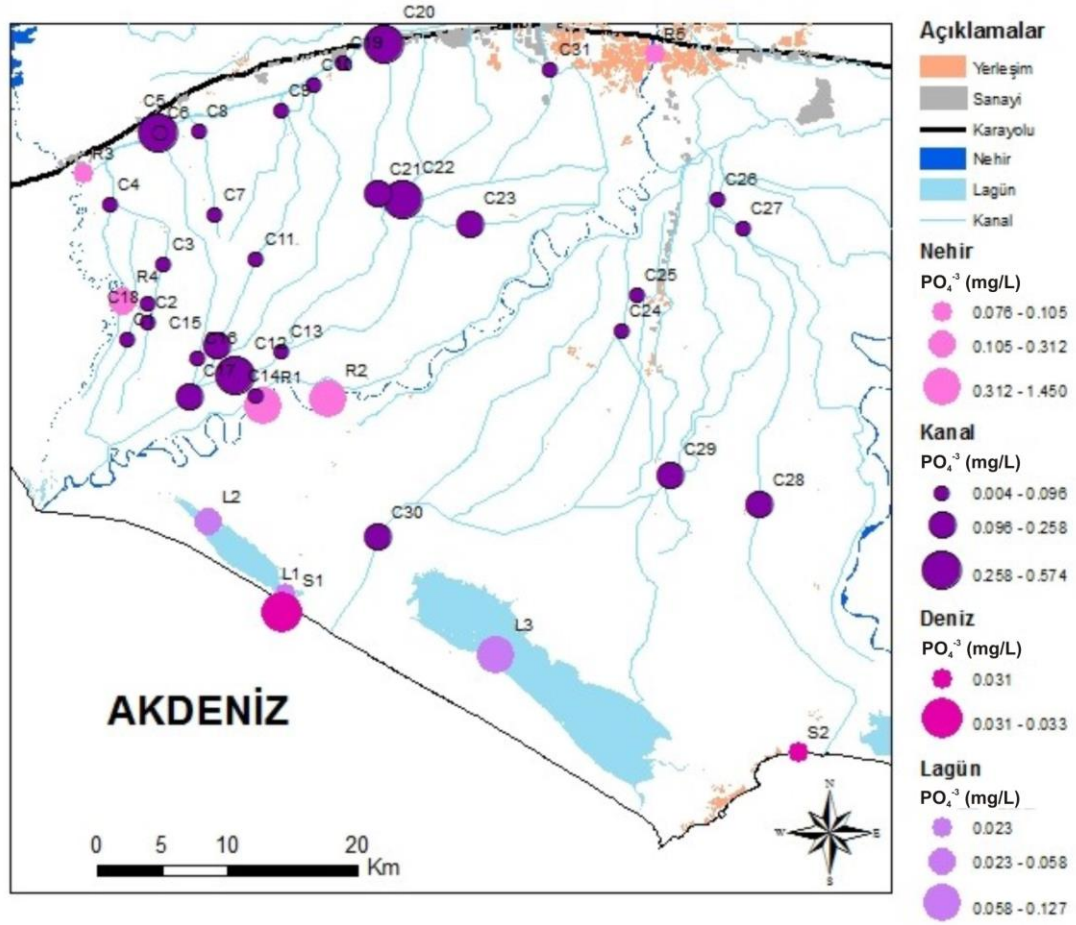 C20
C19
R5
C31
C10
C9
C5
C6
C8
R3
C21
C22
C4
C7
C23
C26
C27
C3
C11
R4
C18
C2
C25
C1
C15
C24
C16
C12
C13
C17
C14
R1
R2
C29
C28
L2
C30
L1
S1
L3
AKDENİZ
S2
0 5 10 20
Km
N
W E
S
Açıklamalar
Yerleşim
Sanayi
Karayolu
Nehir
Lagün
Kanal
Nehir
PO₄⁻³ (mg/L)
0.076 - 0.105
0.105 - 0.312
0.312 - 1.450
Kanal
PO₄⁻³ (mg/L)
0.004 - 0.096
0.096 - 0.258
0.258 - 0.574
Deniz
PO₄⁻³ (mg/L)
0.031
0.031 - 0.033
Lagün
PO₄⁻³ (mg/L)
0.023
0.023 - 0.058
0.058 - 0.127